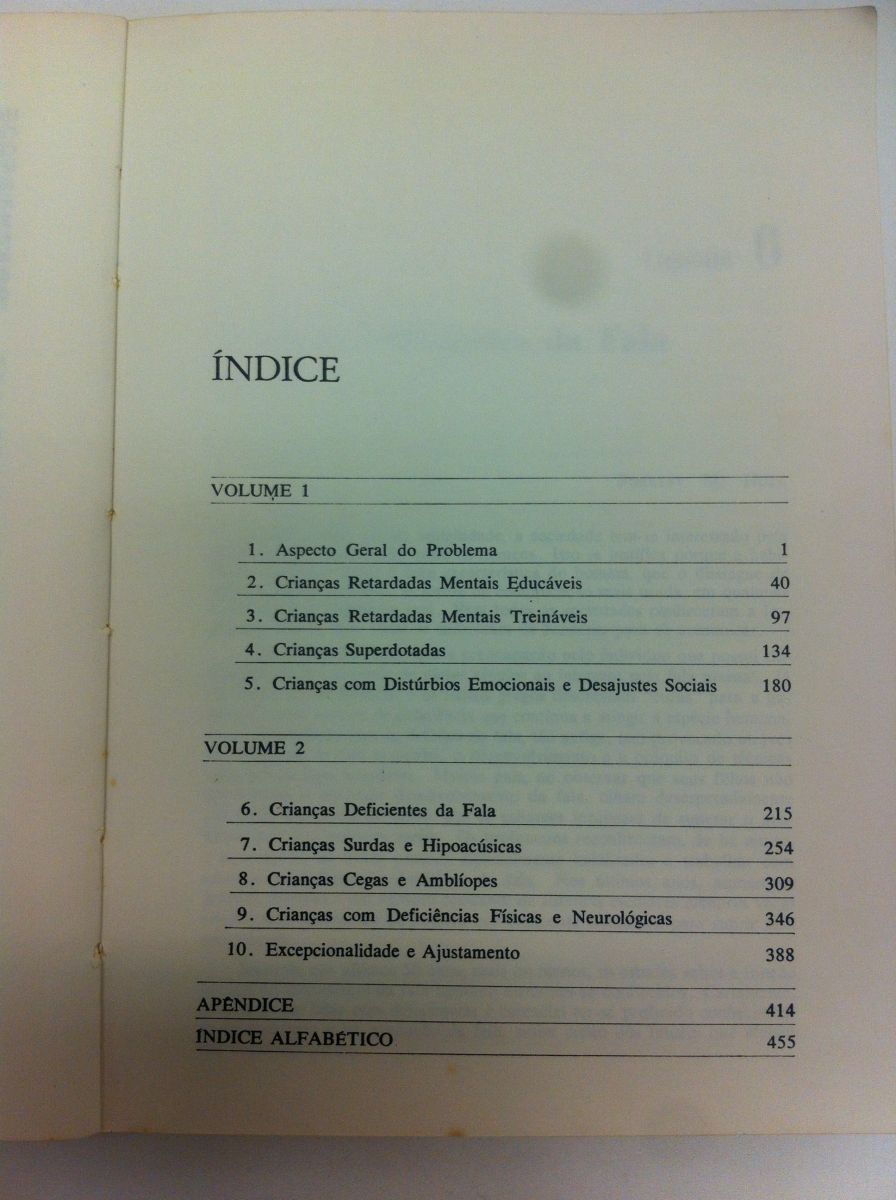 ÍNDICE
VOLUME 1
1. Aspecto Geral do Problema 1
2. Crianças Retardadas Mentais Educáveis 40
3. Crianças Retardadas Mentais Treináveis 97
4. Crianças Superdotadas 134
5. Crianças com Distúrbios Emocionais e Desajustes Sociais 180
VOLUME 2
6. Crianças Deficientes da Fala 215
7. Crianças Surdas e Hipoacúsicas 254
8. Crianças Cegas e Amblíopes 309
9. Crianças com Deficiências Físicas e Neurológicas 346
10. Excepcionalidade e Ajustamento 388
APÊNDICE 414
ÍNDICE ALFABÉTICO 455